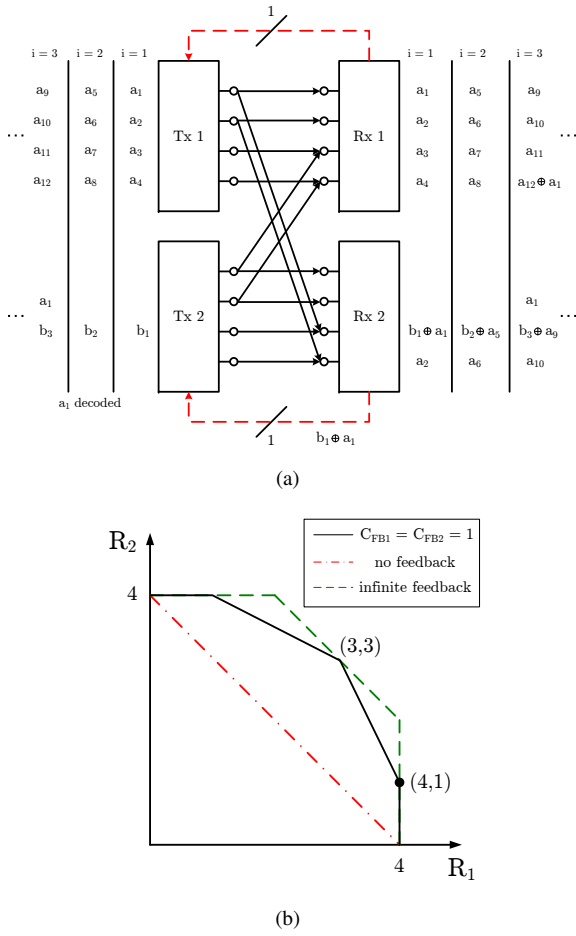 1
i = 3 i = 2 i = 1 i = 1 i = 2 i = 3
a₉ a₅ a₁ a₁ a₅ a₉
a₁₀ a₆ a₂ Tx 1 Rx 1 a₂ a₆ a₁₀
... a₁₁ a₇ a₃ a₃ a₇ a₁₁ ...
a₁₂ a₈ a₄ a₄ a₈ a₁₂⊕a₁
... a₁ a₁ ...
b₃ b₂ b₁ Tx 2 Rx 2 b₁⊕a₁ b₂⊕a₅ b₃⊕a₉
a₂ a₆ a₁₀
a₁ decoded
1 b₁⊕a₁
(a)
R₂
C_FB1 = C_FB2 = 1
no feedback
infinite feedback
4
(3,3)
(4,1)
4
R₁
(b)